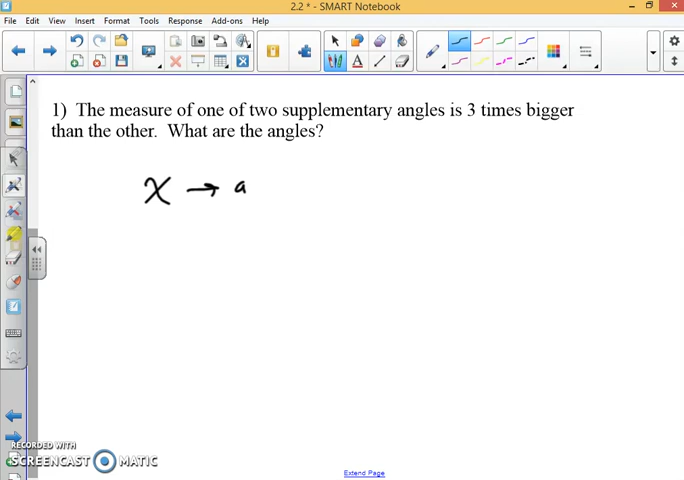 2.2 * - SMART Notebook
File Edit View Insert Format Tools Response Add-ons Help
1) The measure of one of two supplementary angles is 3 times bigger
than the other. What are the angles?
x → a
RECORDED WITH
SCREENCAST MATIC
Extend Page